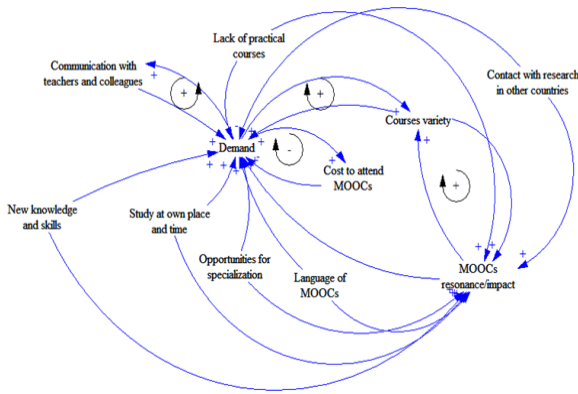 Lack of practical
courses
Communication with
teachers and colleagues
Contact with research
in other countries
+
+
+
Courses variety
-
+
+
+
Demand
+
-
+
+
+
+
+
-
Cost to attend
MOOCs
+
New knowledge
and skills
Study at own place
and time
Opportunities for
specialization
Language of
MOOCs
+
+
+
MOOCs
resonance/impact
+